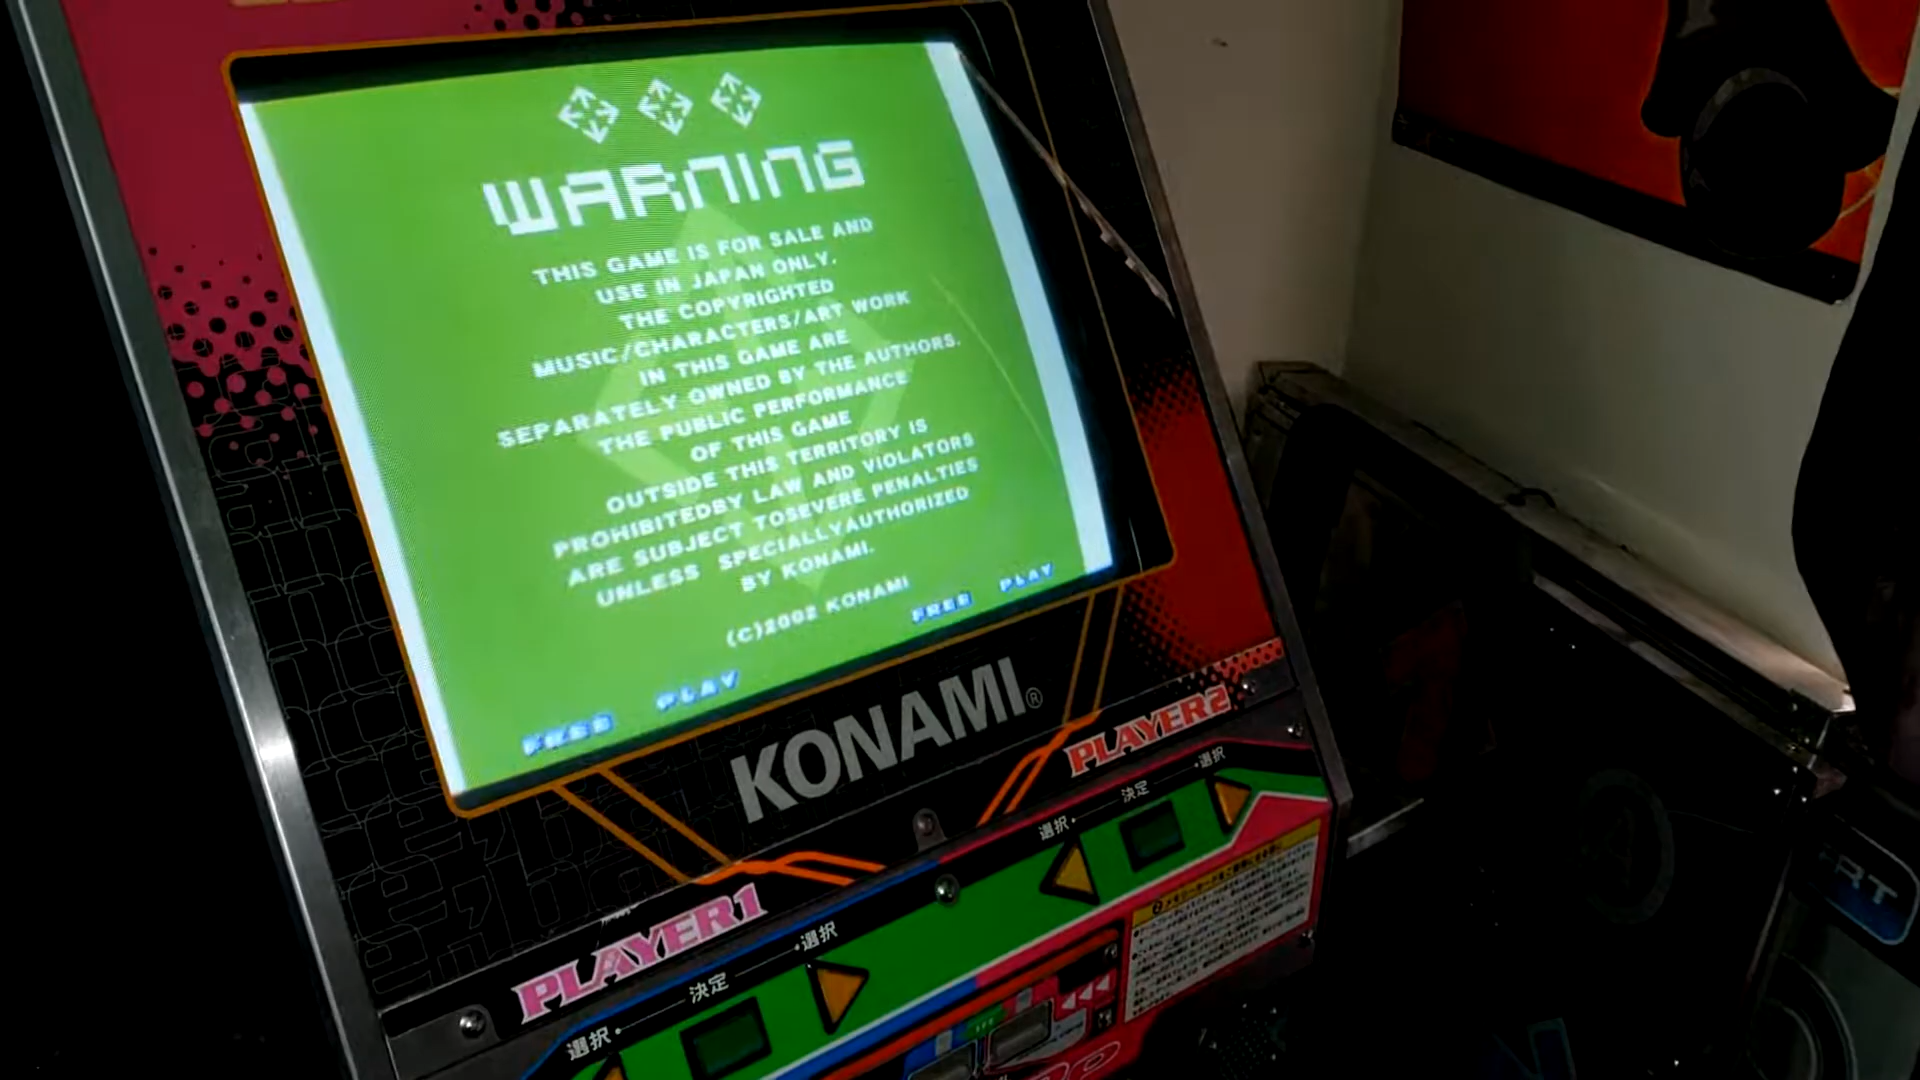 WARNING
THIS GAME IS FOR SALE AND
USE IN JAPAN ONLY.
THE COPYRIGHTED
MUSIC/CHARACTERS/ART WORK
IN THIS GAME ARE
SEPARATELY OWNED BY THE AUTHORS.
THE PUBLIC PERFORMANCE
OF THIS GAME
OUTSIDE THIS TERRITORY IS
PROHIBITEDBY LAW AND VIOLATORS
ARE SUBJECT TOSEVERE PENALTIES
UNLESS SPECIALLYAUTHORIZED
BY KONAMI.
(C)2002 KONAMI
FREE PLAY
FREE PLAY
KONAMI®
PLAYER2
選択 決定 選択
PLAYER1
選択 決定 選択